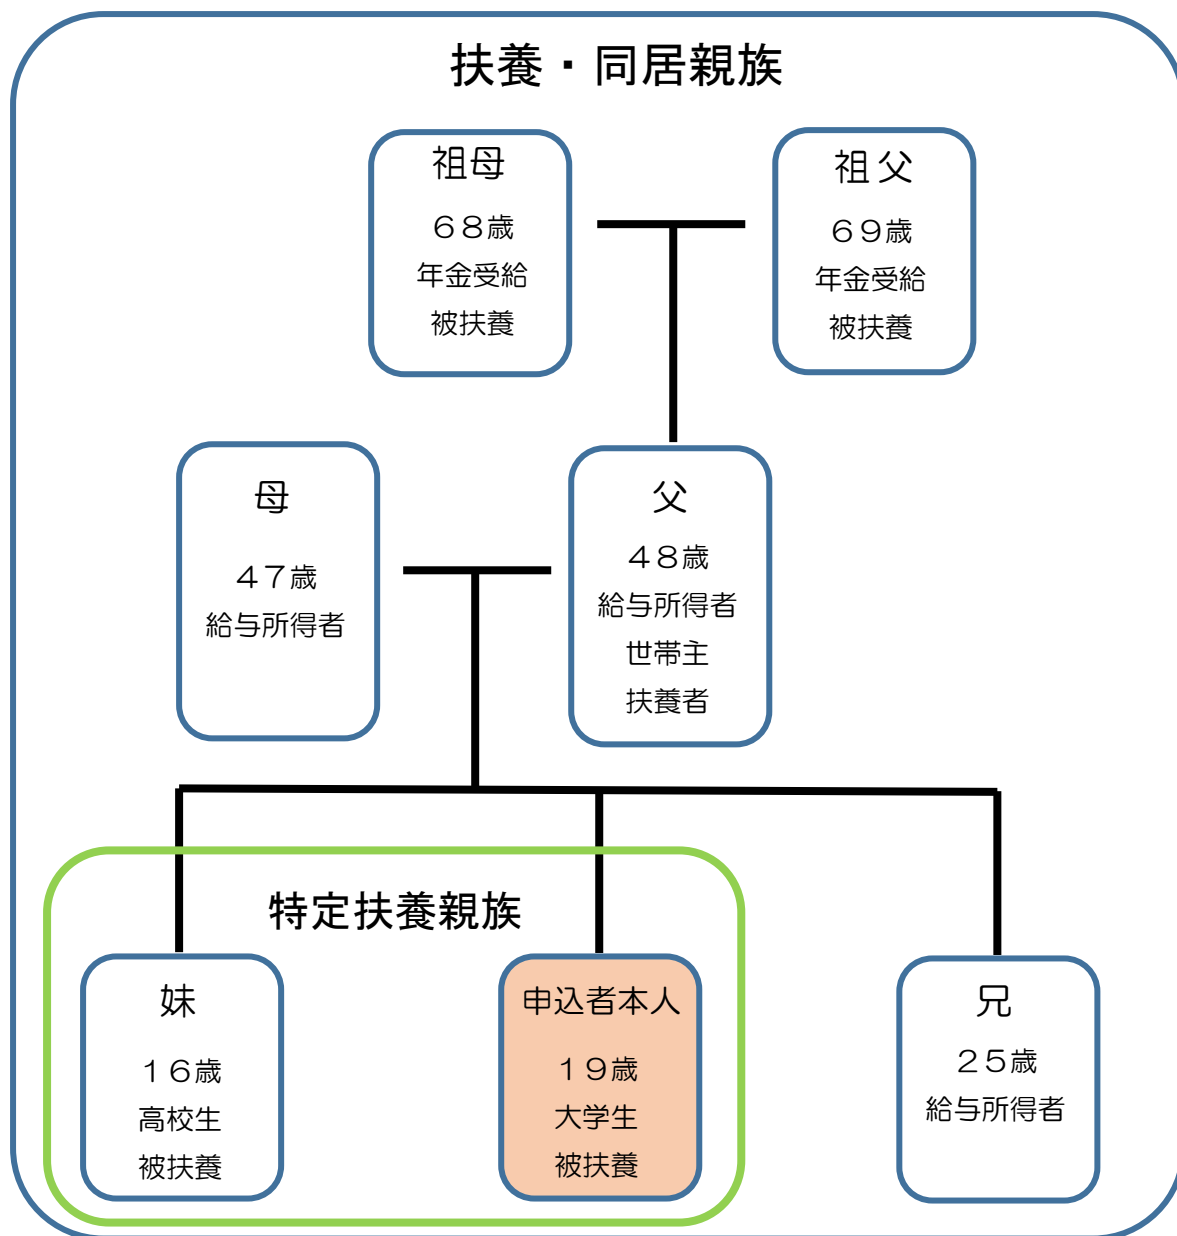 扶養・同居親族
祖母
６８歳
年金受給
被扶養
祖父
６９歳
年金受給
被扶養
母
４７歳
給与所得者
父
４８歳
給与所得者
世帯主
扶養者
特定扶養親族
妹
１６歳
高校生
被扶養
申込者本人
１９歳
大学生
被扶養
兄
２５歳
給与所得者